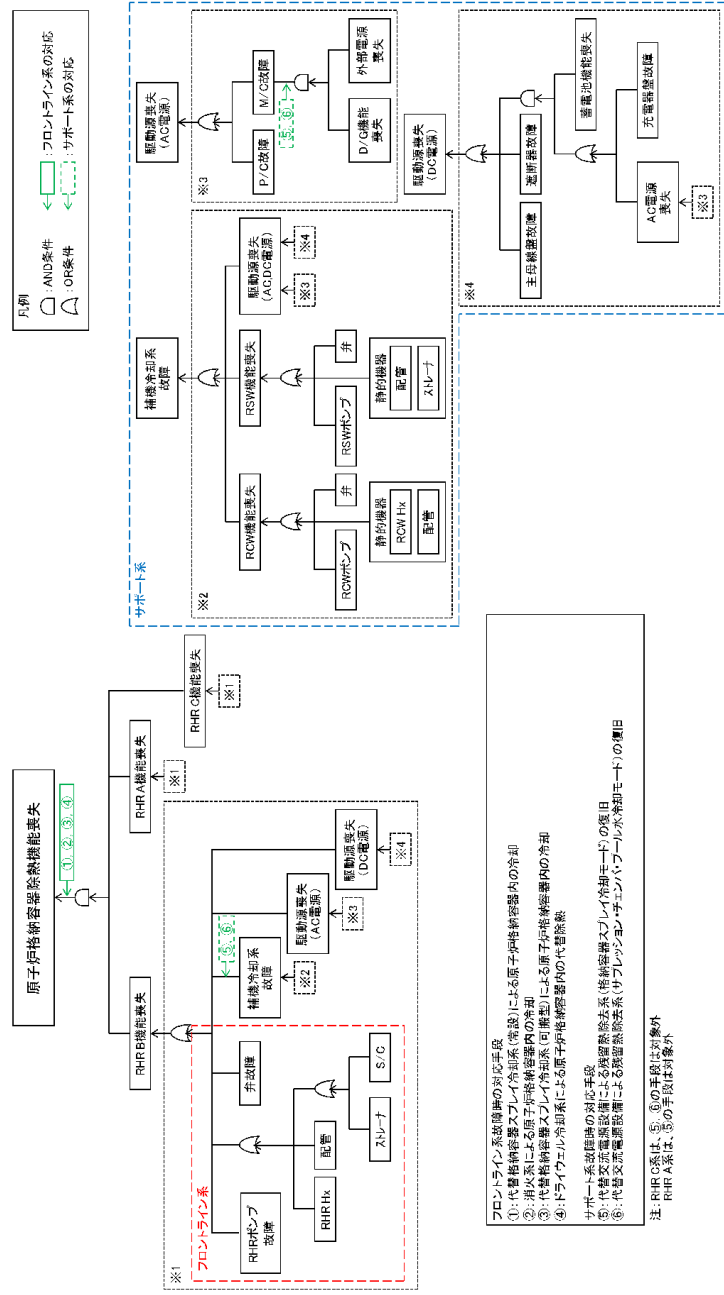 原子炉格納容器除熱機能喪失
①, ②, ③, ④
RHR B機能喪失
RHR A機能喪失
※1
RHR C機能喪失
※1
※1
フロントライン系
RHRポンプ
故障
弁故障
RHR Hx
配管
ストレーナ
S/C
⑤, ⑥
補機冷却系
故障
※2
駆動源喪失
(AC電源)
※3
駆動源喪失
(DC電源)
※4
凡例
:AND条件
:OR条件
:フロントライン系の対応
:サポート系の対応
サポート系
※2
補機冷却系
故障
RCW機能喪失
RCWポンプ
弁
静的機器
RCW Hx
配管
RSW機能喪失
RSWポンプ
弁
静的機器
配管
ストレーナ
駆動源喪失
(AC,DC電源)
※3
※4
※3
駆動源喪失
(AC電源)
P/C故障
M/C故障
⑤, ⑥
D/G機能
喪失
外部電源
喪失
※4
駆動源喪失
(DC電源)
主母線盤故障
遮断器故障
蓄電池機能喪失
AC電源
喪失
※3
充電器盤故障
フロントライン系故障時の対応手段
①:代替格納容器スプレイ冷却系(常設)による原子炉格納容器内の冷却
②:消火系による原子炉格納容器内の冷却
③:代替格納容器スプレイ冷却系(可搬型)による原子炉格納容器内の冷却
④:ドライウェル冷却系による原子炉格納容器内の代替除熱
サポート系故障時の対応手段
⑤:代替交流電源設備による残留熱除去系(格納容器スプレイ冷却モード)の復旧
⑥:代替交流電源設備による残留熱除去系(サプレッション・チェンバ・プール水冷却モード)の復旧
注:RHR C系は、⑤、⑥の手段は対象外
RHR A系は、⑤の手段は対象外